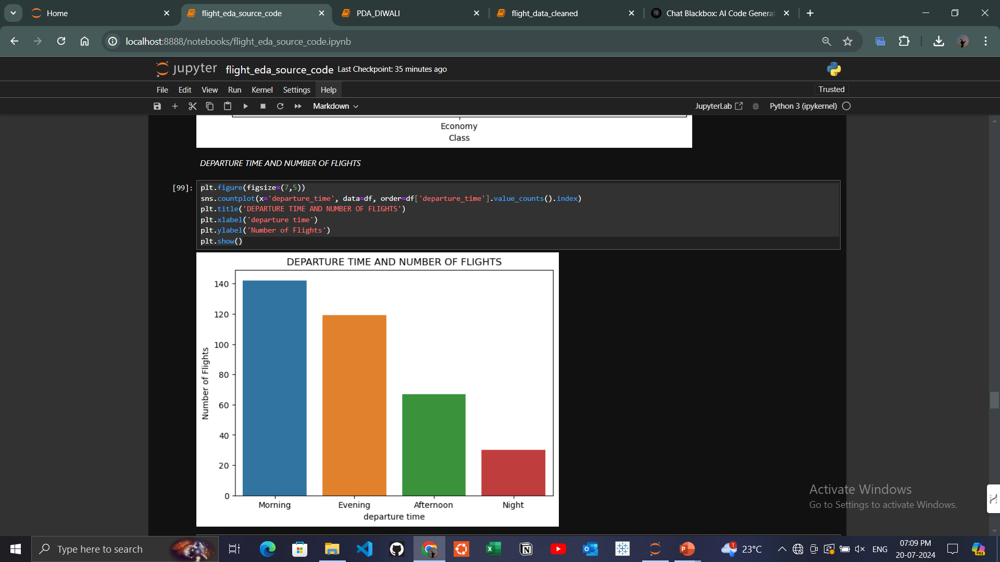 Home
flight_eda_source_code
PDA_DIWALI
flight_data_cleaned
Chat Blackbox: AI Code Generat
localhost:8888/notebooks/flight_eda_source_code.ipynb
jupyter flight_eda_source_code Last Checkpoint: 35 minutes ago
File Edit View Run Kernel Settings Help Trusted
Markdown JupyterLab Python 3 (ipykernel)
Economy
Class
DEPARTURE TIME AND NUMBER OF FLIGHTS
[99]: plt.figure(figsize=(7,5))
sns.countplot(x='departure_time', data=df, order=df['departure_time'].value_counts().index)
plt.title('DEPARTURE TIME AND NUMBER OF FLIGHTS')
plt.xlabel('departure time')
plt.ylabel('Number of Flights')
plt.show()
DEPARTURE TIME AND NUMBER OF FLIGHTS
Number of Flights
140
120
100
80
60
40
20
0
Morning Evening Afternoon Night
departure time
Activate Windows
Go to Settings to activate Windows.
Type here to search
1
23°C
ENG
07:09 PM
20-07-2024
PRE